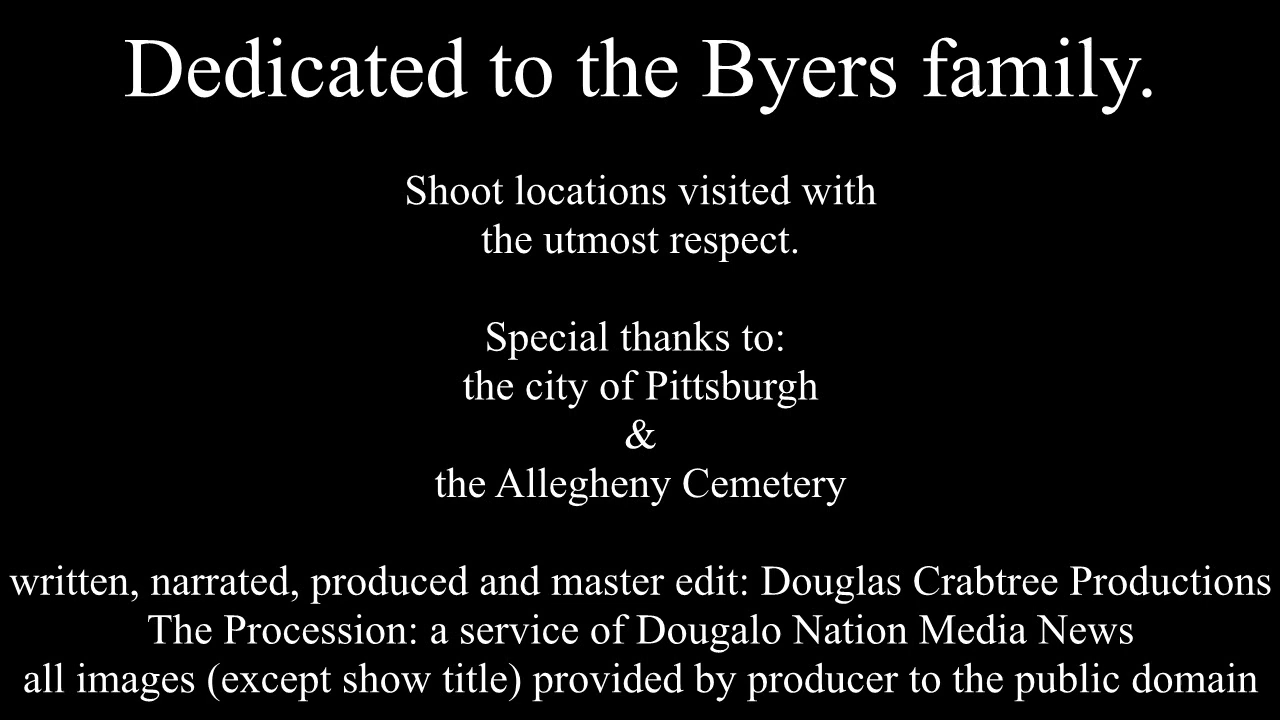 Dedicated to the Byers family.
Shoot locations visited with
the utmost respect.
Special thanks to:
the city of Pittsburgh
&
the Allegheny Cemetery
written, narrated, produced and master edit: Douglas Crabtree Productions
The Procession: a service of Dougalo Nation Media News
all images (except show title) provided by producer to the public domain